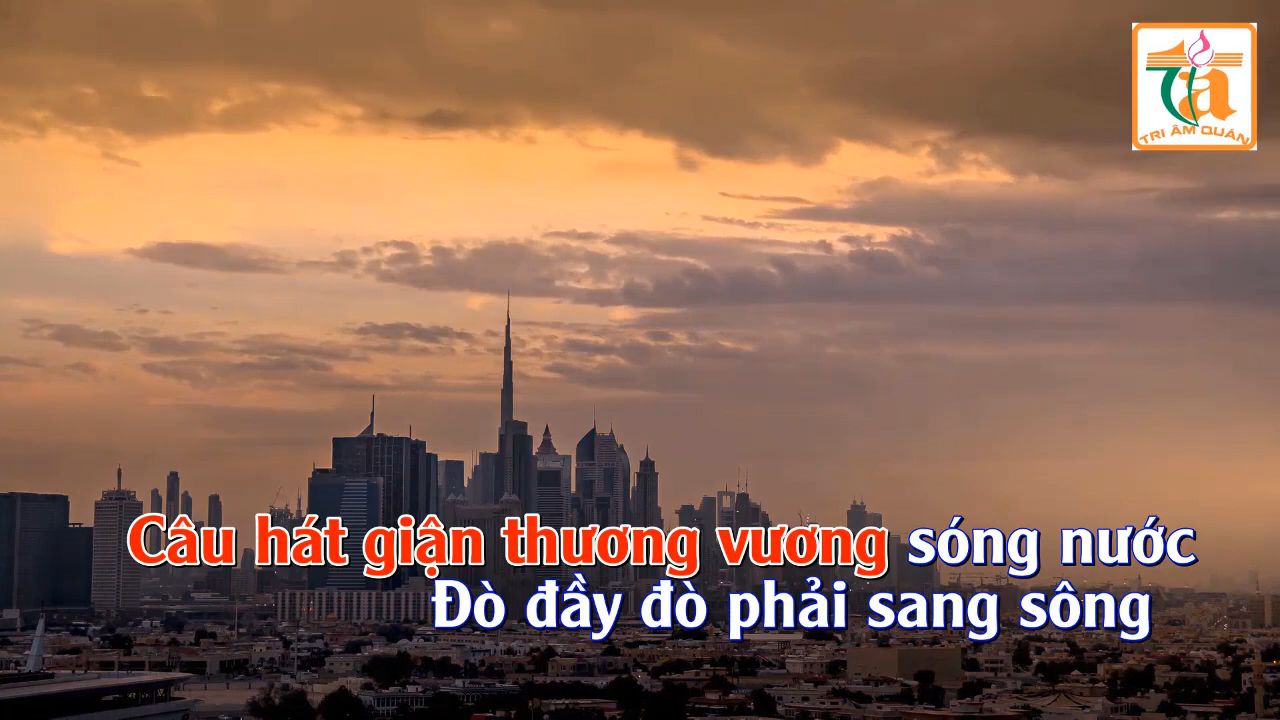 TRI ÂM QUÁN
Câu hát giận thương vương sóng nước
Đò đầy đò phải sang sông